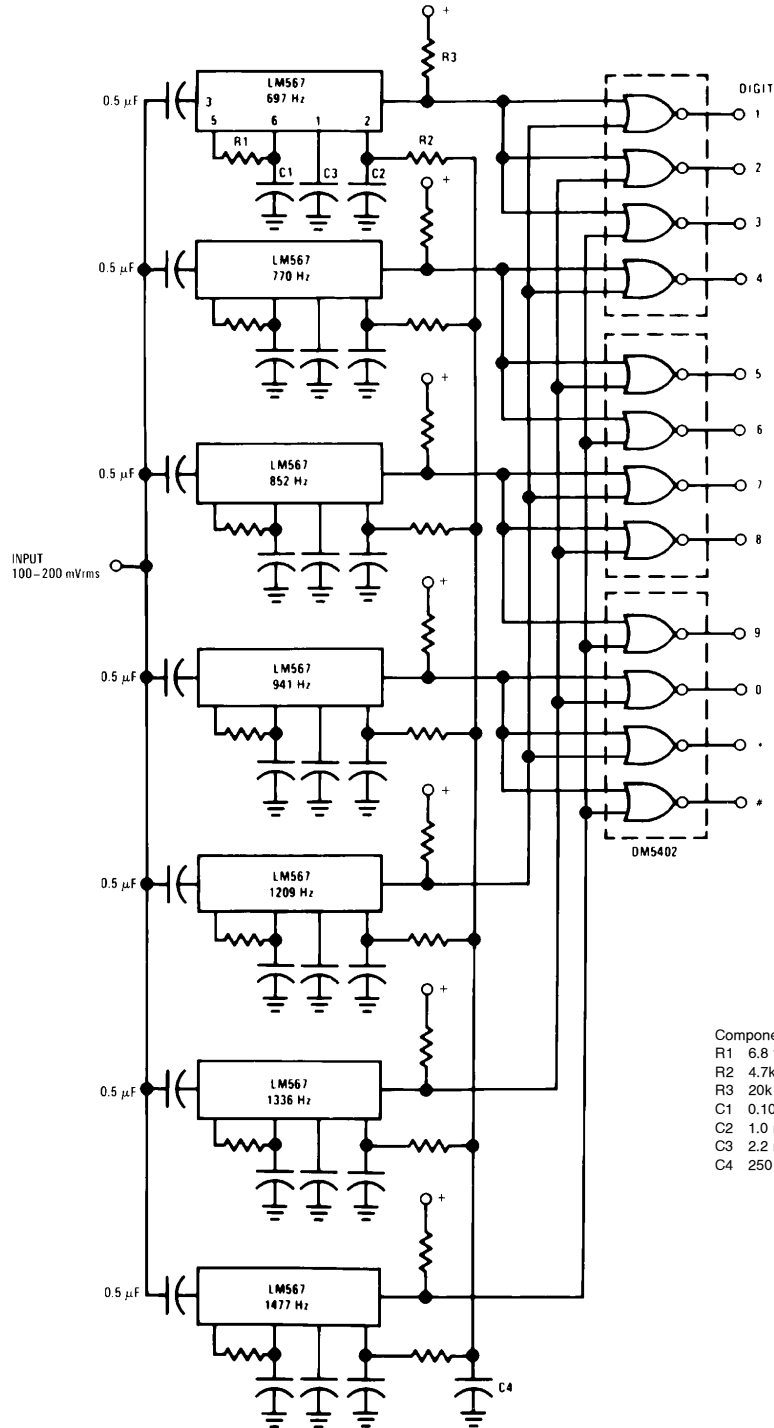 +
R3
LM567
697 Hz
0.5 µF
3
5
6
1
2
R1
C1
C3
C2
R2
DIGIT
1
2
3
4
+
LM567
770 Hz
0.5 µF
5
6
7
8
+
LM567
852 Hz
0.5 µF
INPUT
100–200 mVrms
+
LM567
941 Hz
0.5 µF
9
0
*
#
DM5402
+
LM567
1209 Hz
0.5 µF
+
LM567
1336 Hz
0.5 µF
R1 6.8
R2 4.7k
R3 20k
C1 0.10
C2 1.0
C3 2.2
C4 250
+
LM567
1477 Hz
0.5 µF
C4